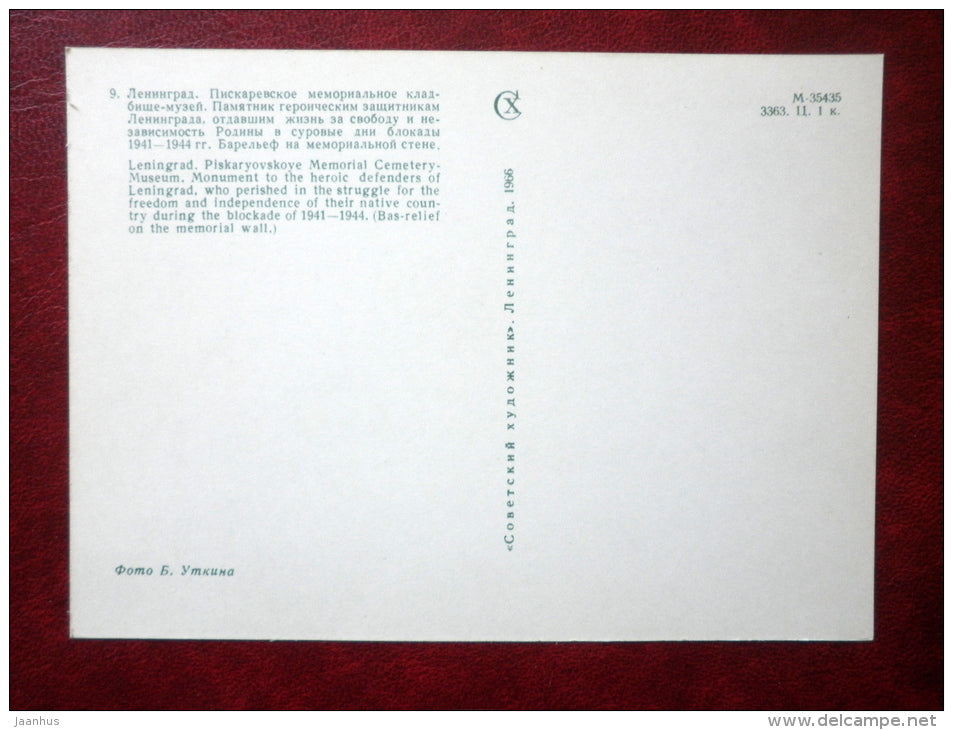 9. Ленинград. Пискаревское мемориальное клад-
бище-музей. Памятник героическим защитникам
Ленинграда, отдавшим жизнь за свободу и не-
зависимость Родины в суровые дни блокады
1941—1944 гг. Барельеф на мемориальной стене.
Leningrad. Piskaryovskoye Memorial Cemetery-
Museum. Monument to the heroic defenders of
Leningrad, who perished in the struggle for the
freedom and independence of their native coun-
try during the blockade of 1941—1944. (Bas-relief
on the memorial wall.)
Фото Б. Уткина
«Советский художник». Ленинград. 1966
СХ
М-35435
3363. Ц. 1 к.
jaanhus
www.delcampe.net